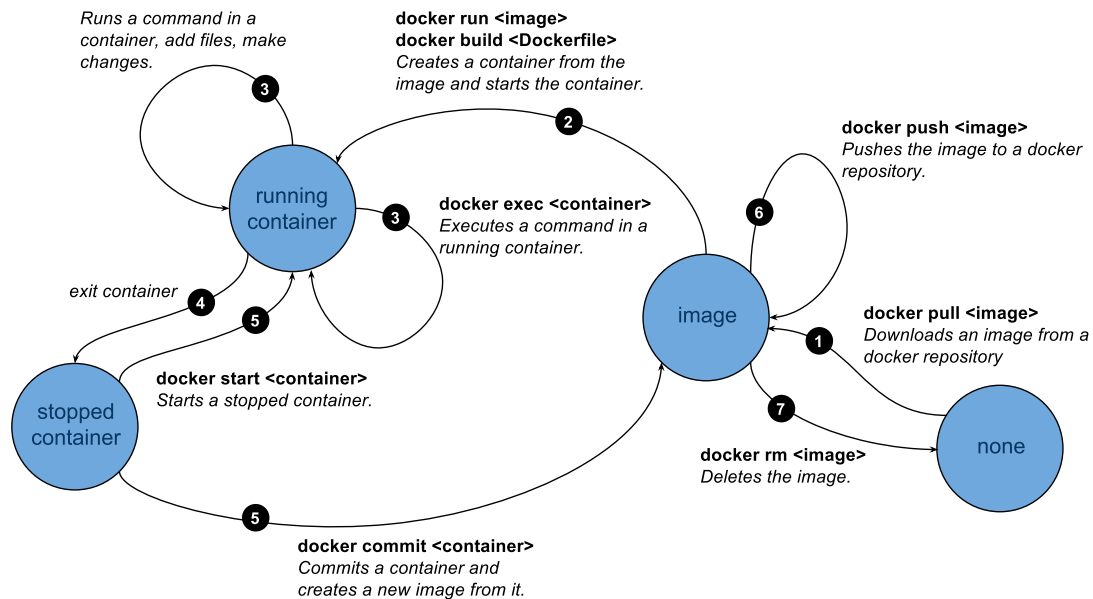 Runs a command in a
container, add files, make
changes.
3
docker run <image>
docker build <Dockerfile>
Creates a container from the
image and starts the container.
2
docker push <image>
Pushes the image to a docker
repository.
6
running
container
3
docker exec <container>
Executes a command in a
running container.
exit container
4
5
image
docker pull <image>
Downloads an image from a
docker repository
1
docker start <container>
Starts a stopped container.
stopped
container
7
docker rm <image>
Deletes the image.
none
5
docker commit <container>
Commits a container and
creates a new image from it.